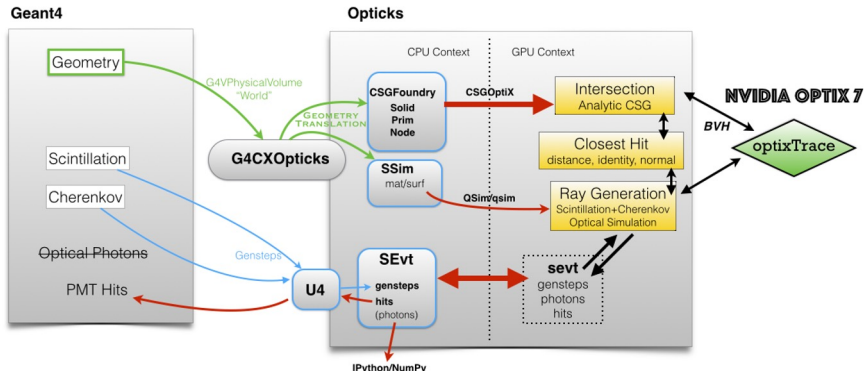 Geant4
Opticks
CPU Context
GPU Context
Geometry
G4VPhysicalVolume
"World"
GEOMETRY
TRANSLATION
G4CXOpticks
CSGFoundry
Solid
Prim
Node
CSGOptiX
Intersection
Analytic CSG
NVIDIA OPTIX 7
BVH
optixTrace
Closest Hit
distance, identity, normal
SSim
mat/surf
QSim/qsim
Ray Generation
Scintillation+Cherenkov
Optical Simulation
Scintillation
Cherenkov
Optical Photons
PMT Hits
Gensteps
U4
SEvt
gensteps
hits
(photons)
sevt
gensteps
photons
hits
IPython/NumPy